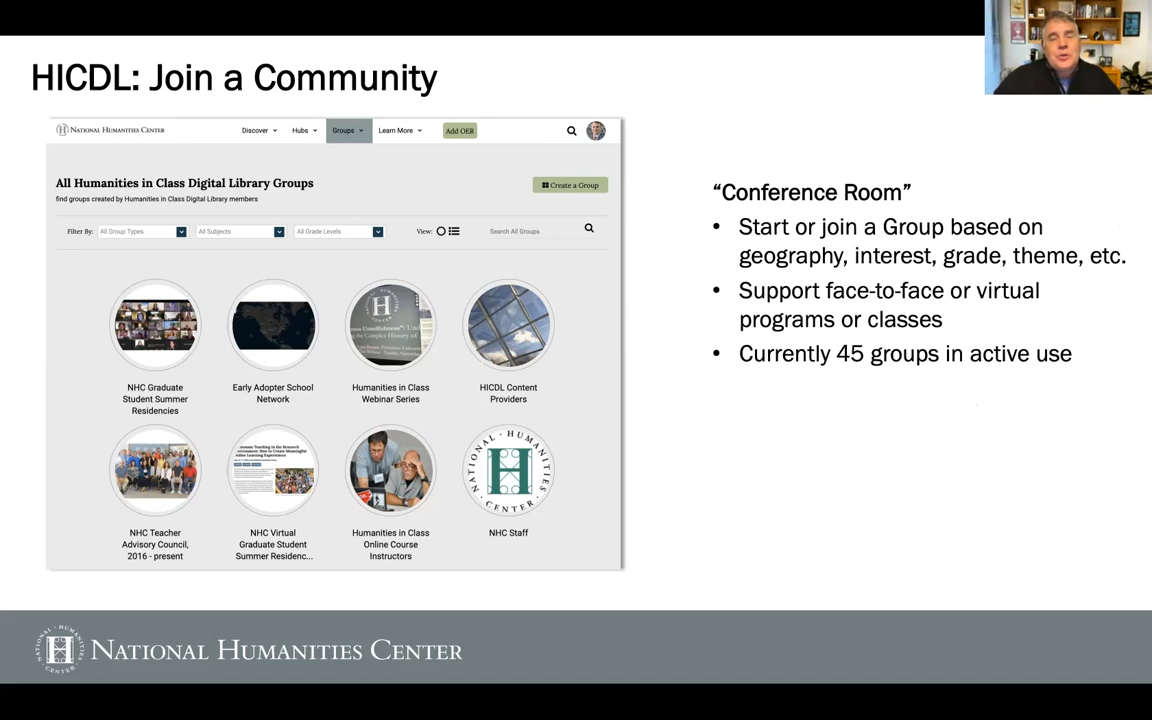 HICDL: Join a Community
NATIONAL HUMANITIES CENTER
Discover
Hubs
Groups
Learn More
Add OER
All Humanities in Class Digital Library Groups
Create a Group
find groups created by Humanities in Class Digital Library members
Filter By:
All Group Types
All Subjects
All Grade Levels
View:
Search All Groups
NHC Graduate
Student Summer
Residencies
Early Adopter School
Network
Humanities in Class
Webinar Series
HICDL Content
Providers
NATIONAL · HUMANITIES · CENTER ·
NHC Teacher
Advisory Council,
2016 - present
NHC Virtual
Graduate Student
Summer Residenc...
Humanities in Class
Online Course
Instructors
NHC Staff
“Conference Room”
• Start or join a Group based on
geography, interest, grade, theme, etc.
• Support face-to-face or virtual
programs or classes
• Currently 45 groups in active use
NATIONAL HUMANITIES CENTER